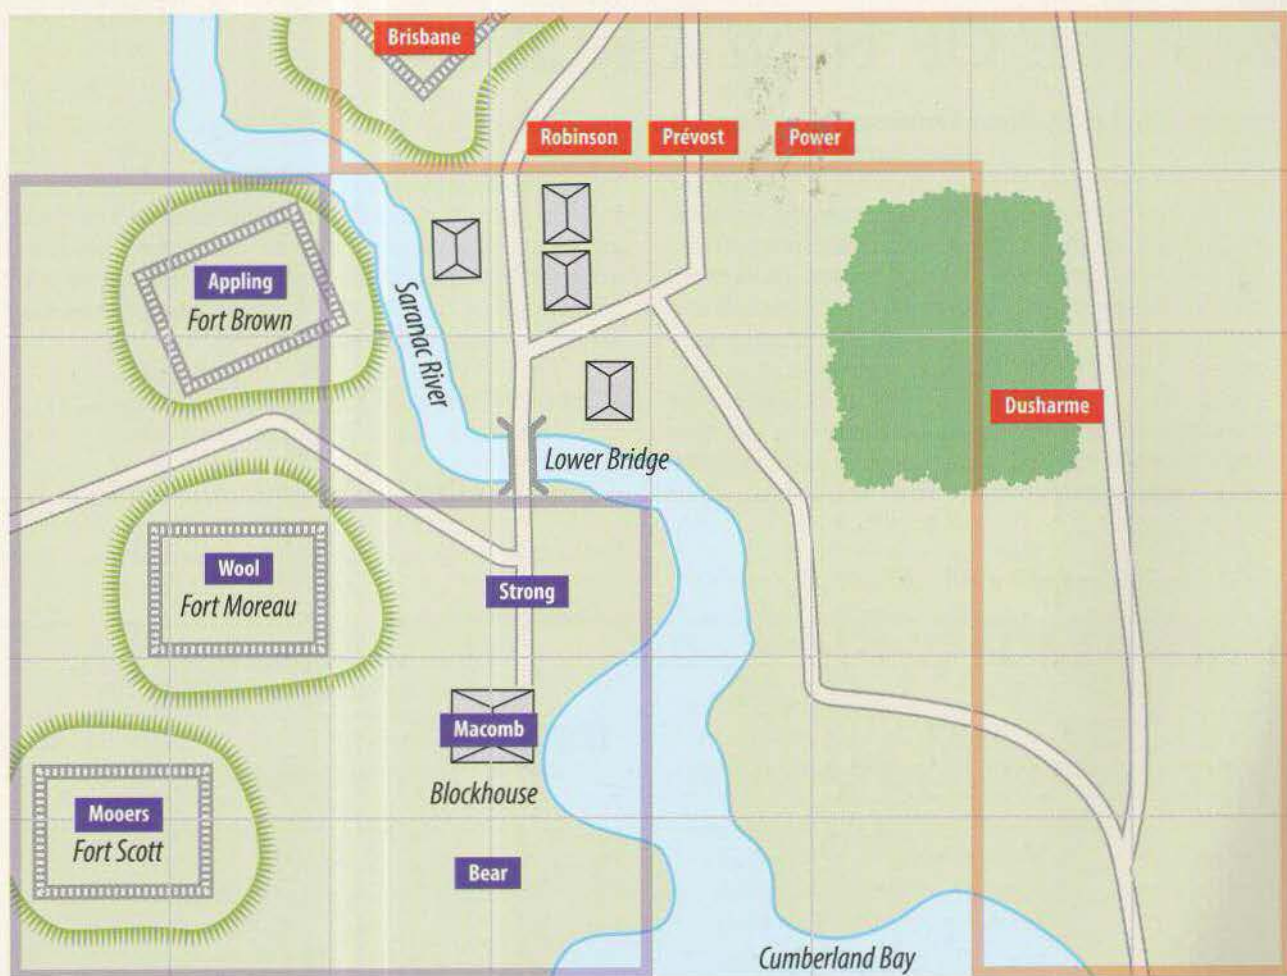 Brisbane
Robinson
Prévost
Power
Appling
Fort Brown
Saranac River
Dusharme
Lower Bridge
Wool
Fort Moreau
Strong
Macomb
Blockhouse
Mooers
Fort Scott
Bear
Cumberland Bay